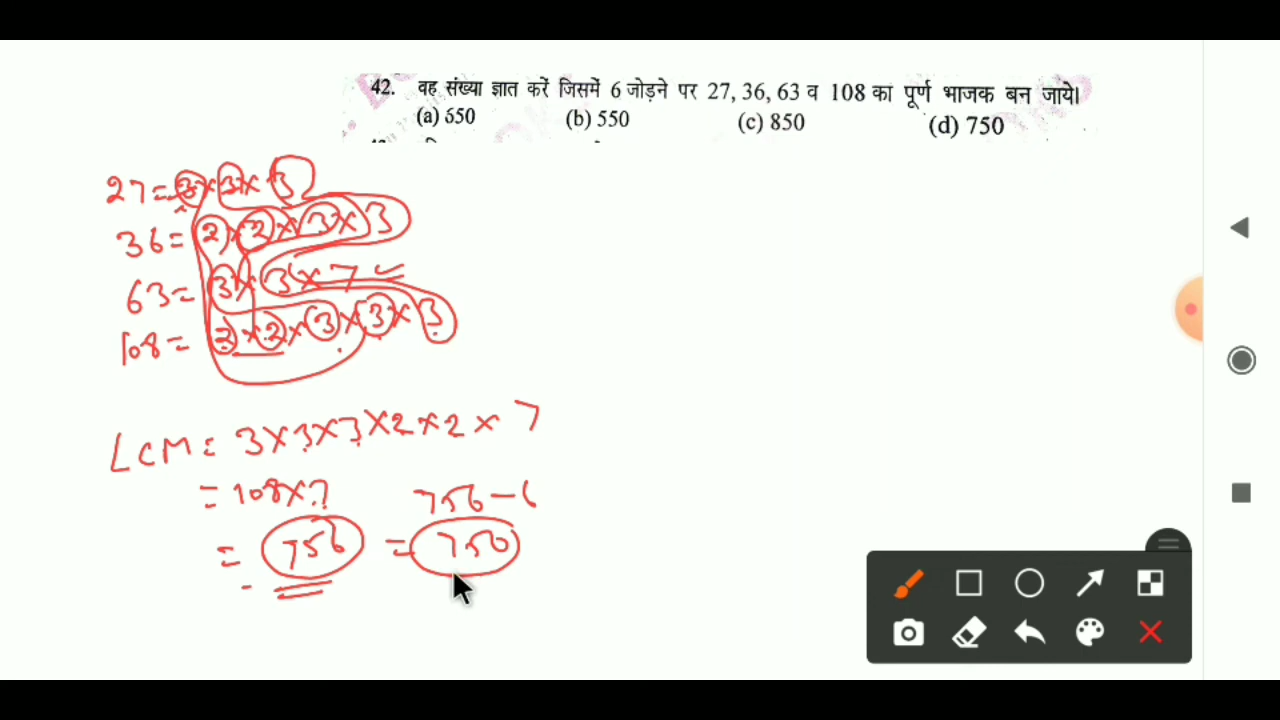 42. वह संख्या ज्ञात करें जिसमें 6 जोड़ने पर 27, 36, 63 व 108 का पूर्ण भाजक बन जाये।
(a) 650 (b) 550 (c) 850 (d) 750
27 = 3 × 3 × 3
36 = 2 × 2 × 3 × 3
63 = 3 × 3 × 7
108 = 2 × 2 × 3 × 3 × 3
LCM = 3 × 3 × 3 × 2 × 2 × 7
= 108 × 7
756 - 6
= 756 = 750